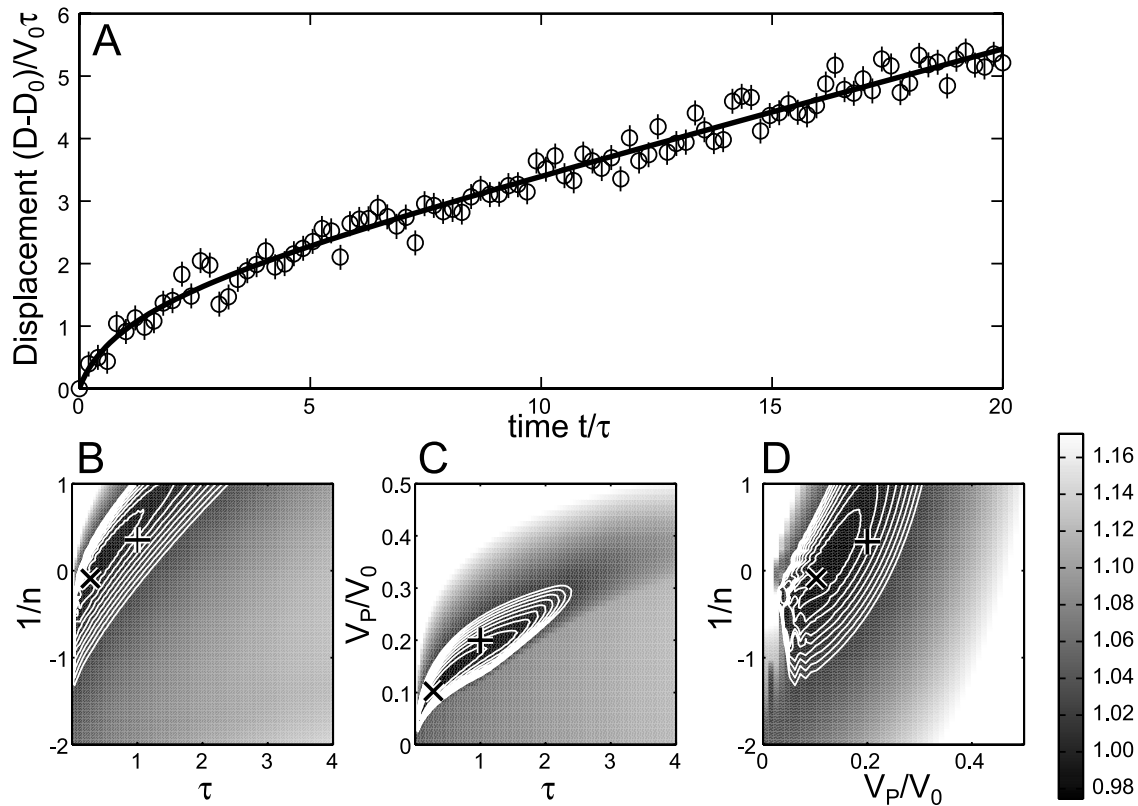 A
Displacement (D-D0)/V0τ
6
5
4
3
2
1
0
0 5 10 15 20
time t/τ
B
1/n
1
0
-1
-2
1 2 3 4
τ
C
VP/V0
0.5
0.4
0.3
0.2
0.1
0
1 2 3 4
τ
D
1/n
1
0
-1
-2
0 0.2 0.4
VP/V0
1.16
1.14
1.12
1.10
1.08
1.06
1.04
1.02
1.00
0.98